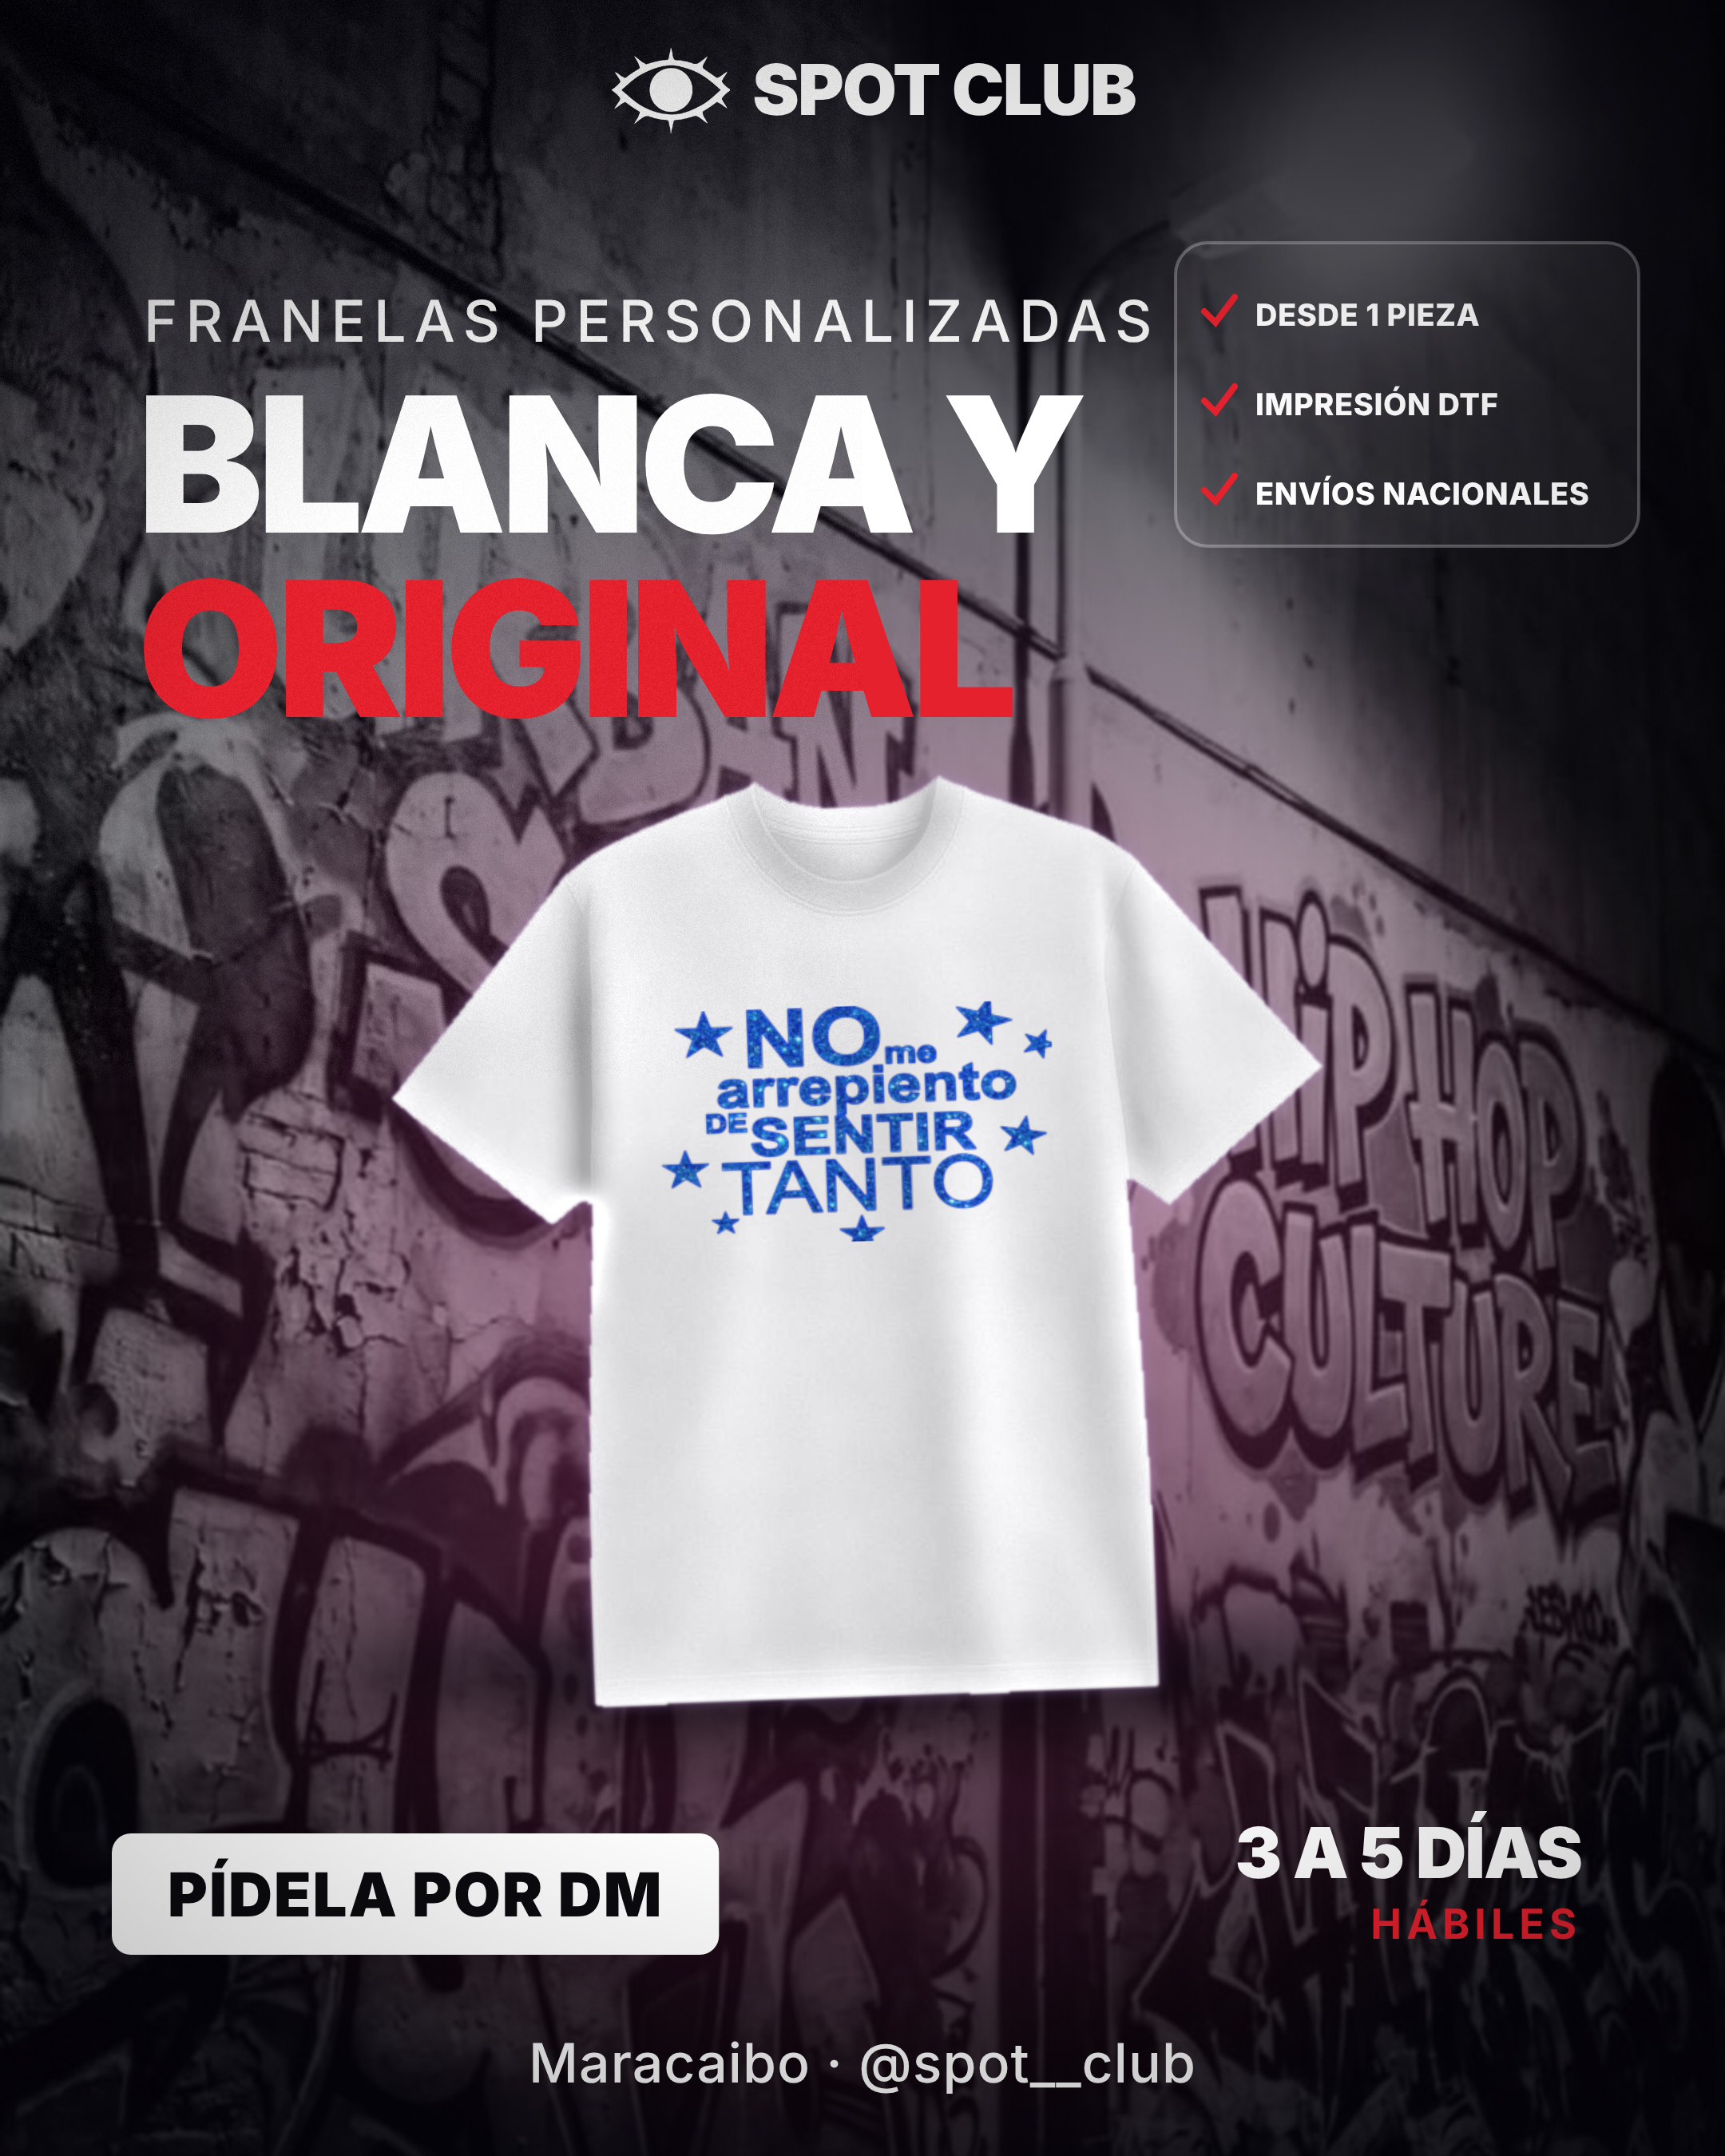 SPOT CLUB
FRANELAS PERSONALIZADAS
BLANCA Y
ORIGINAL
DESDE 1 PIEZA
IMPRESIÓN DTF
ENVÍOS NACIONALES
NO me
arrepiento
DE SENTIR
TANTO
HIP HOP
CULTURE
PÍDELA POR DM
3 A 5 DÍAS
HÁBILES
Maracaibo · @spot__club